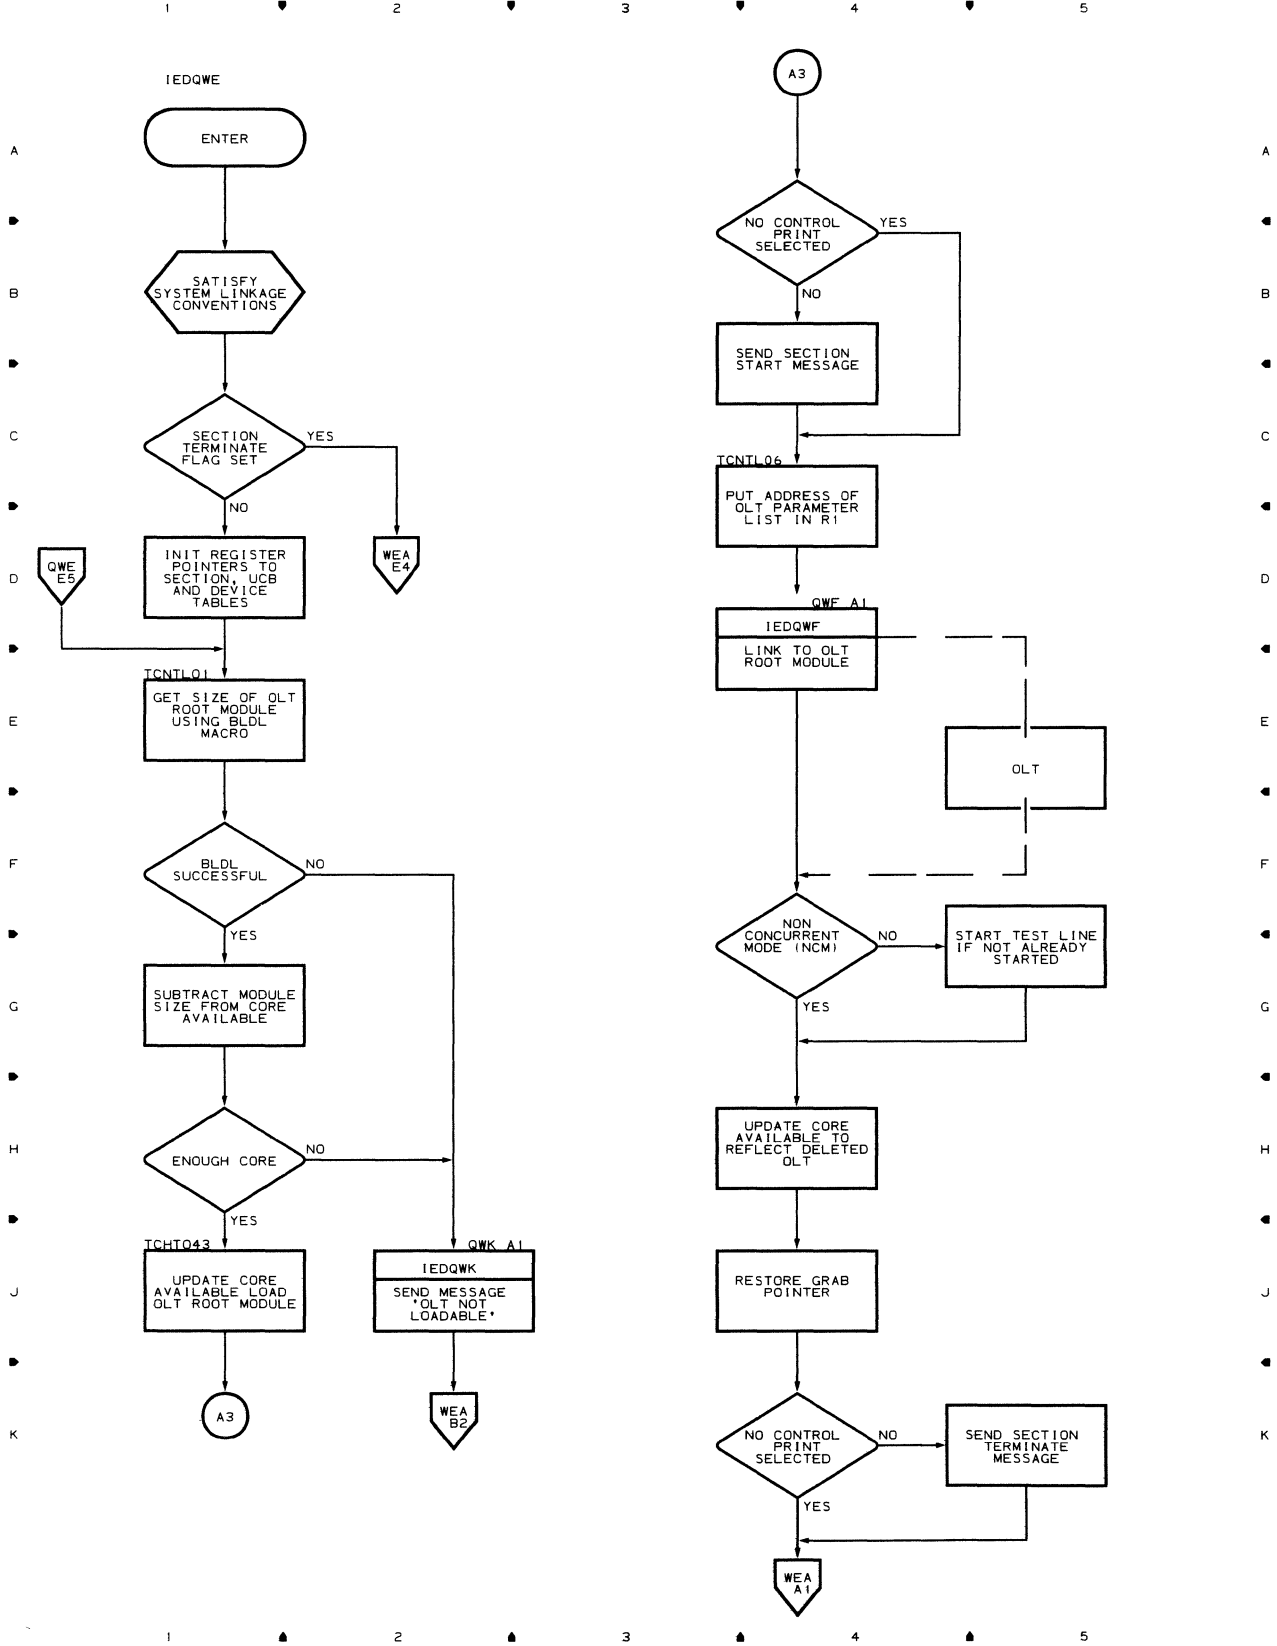 1 2 3 4 5
IEDQWE
ENTER
A
SATISFY
SYSTEM LINKAGE
CONVENTIONS
B
SECTION
TERMINATE
FLAG SET
YES
NO
C
QWE
E5
INIT REGISTER
POINTERS TO
SECTION, UCB
AND DEVICE
TABLES
WEA
E4
D
TCNTL01
GET SIZE OF OLT
ROOT MODULE
USING BLDL
MACRO
E
BLDL
SUCCESSFUL
NO
YES
F
SUBTRACT MODULE
SIZE FROM CORE
AVAILABLE
G
ENOUGH CORE
NO
YES
H
TCHT043
UPDATE CORE
AVAILABLE LOAD
OLT ROOT MODULE
QWK A1
IEDQWK
SEND MESSAGE
'OLT NOT
LOADABLE'
J
A3
WEA
B2
K
A3
A
NO CONTROL
PRINT
SELECTED
YES
NO
B
SEND SECTION
START MESSAGE
C
TCNTL06
PUT ADDRESS OF
OLT PARAMETER
LIST IN R1
D
QWF A1
IEDQWF
LINK TO OLT
ROOT MODULE
E
OLT
F
NON
CONCURRENT
MODE (NCM)
NO
YES
START TEST LINE
IF NOT ALREADY
STARTED
G
UPDATE CORE
AVAILABLE TO
REFLECT DELETED
OLT
H
RESTORE GRAB
POINTER
J
NO CONTROL
PRINT
SELECTED
NO
YES
SEND SECTION
TERMINATE
MESSAGE
K
WEA
A1
1 2 3 4 5